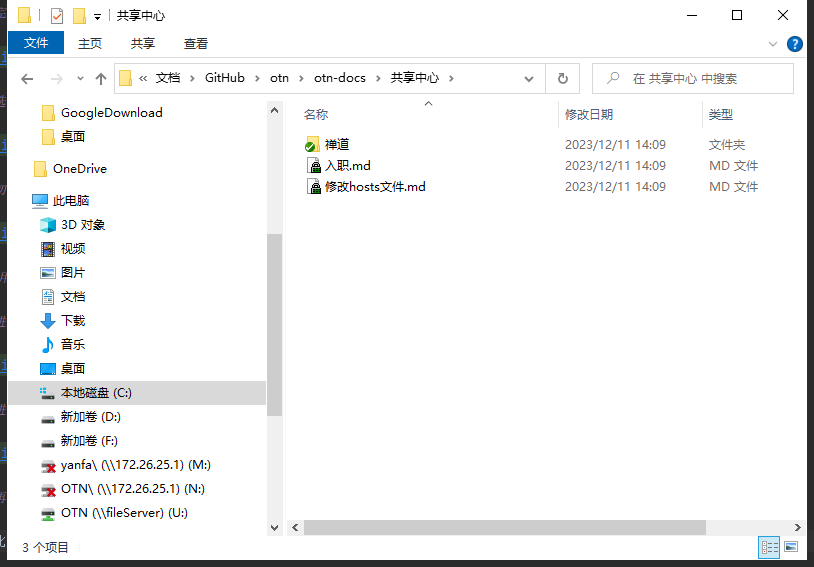 共享中心
文件 主页 共享 查看
« 文档 › GitHub › otn › otn-docs › 共享中心 › 在 共享中心 中搜索
GoogleDownload
桌面
OneDrive
此电脑
3D 对象
视频
图片
文档
下载
音乐
桌面
本地磁盘 (C:)
新加卷 (D:)
新加卷 (F:)
yanfa\ (\\172.26.25.1) (M:)
OTN\ (\\172.26.25.1) (N:)
OTN (\\fileServer) (U:)
名称 修改日期 类型
禅道 2023/12/11 14:09 文件夹
入职.md 2023/12/11 14:09 MD 文件
修改hosts文件.md 2023/12/11 14:09 MD 文件
3 个项目